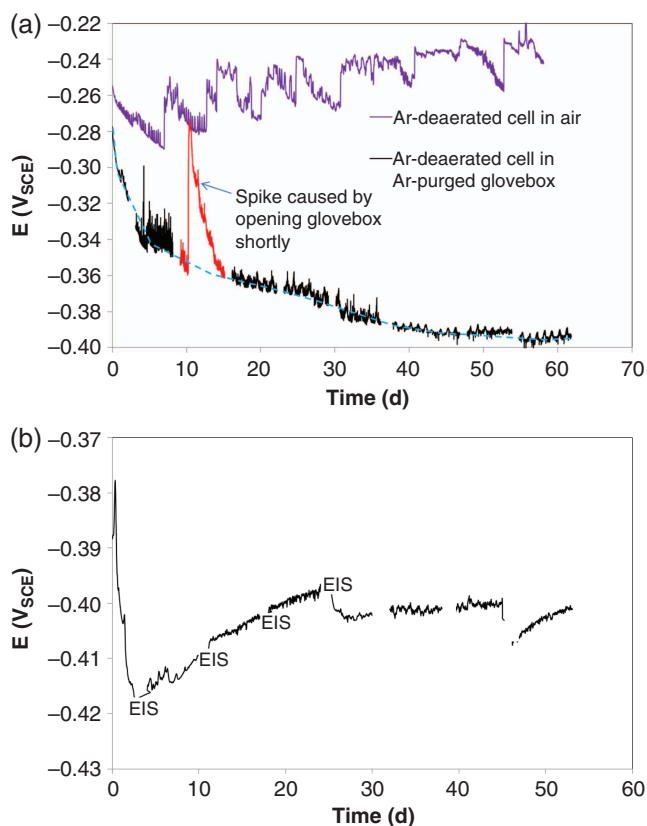 (a)
E (V_SCE)
−0.22
−0.24
−0.26
−0.28
−0.30
−0.32
−0.34
−0.36
−0.38
−0.40
Ar-deaerated cell in air
Ar-deaerated cell in
Ar-purged glovebox
Spike caused by
opening glovebox
shortly
0 10 20 30 40 50 60 70
Time (d)
(b)
E (V_SCE)
−0.37
−0.38
−0.39
−0.40
−0.41
−0.42
−0.43
EIS
EIS
EIS
EIS
0 10 20 30 40 50 60
Time (d)